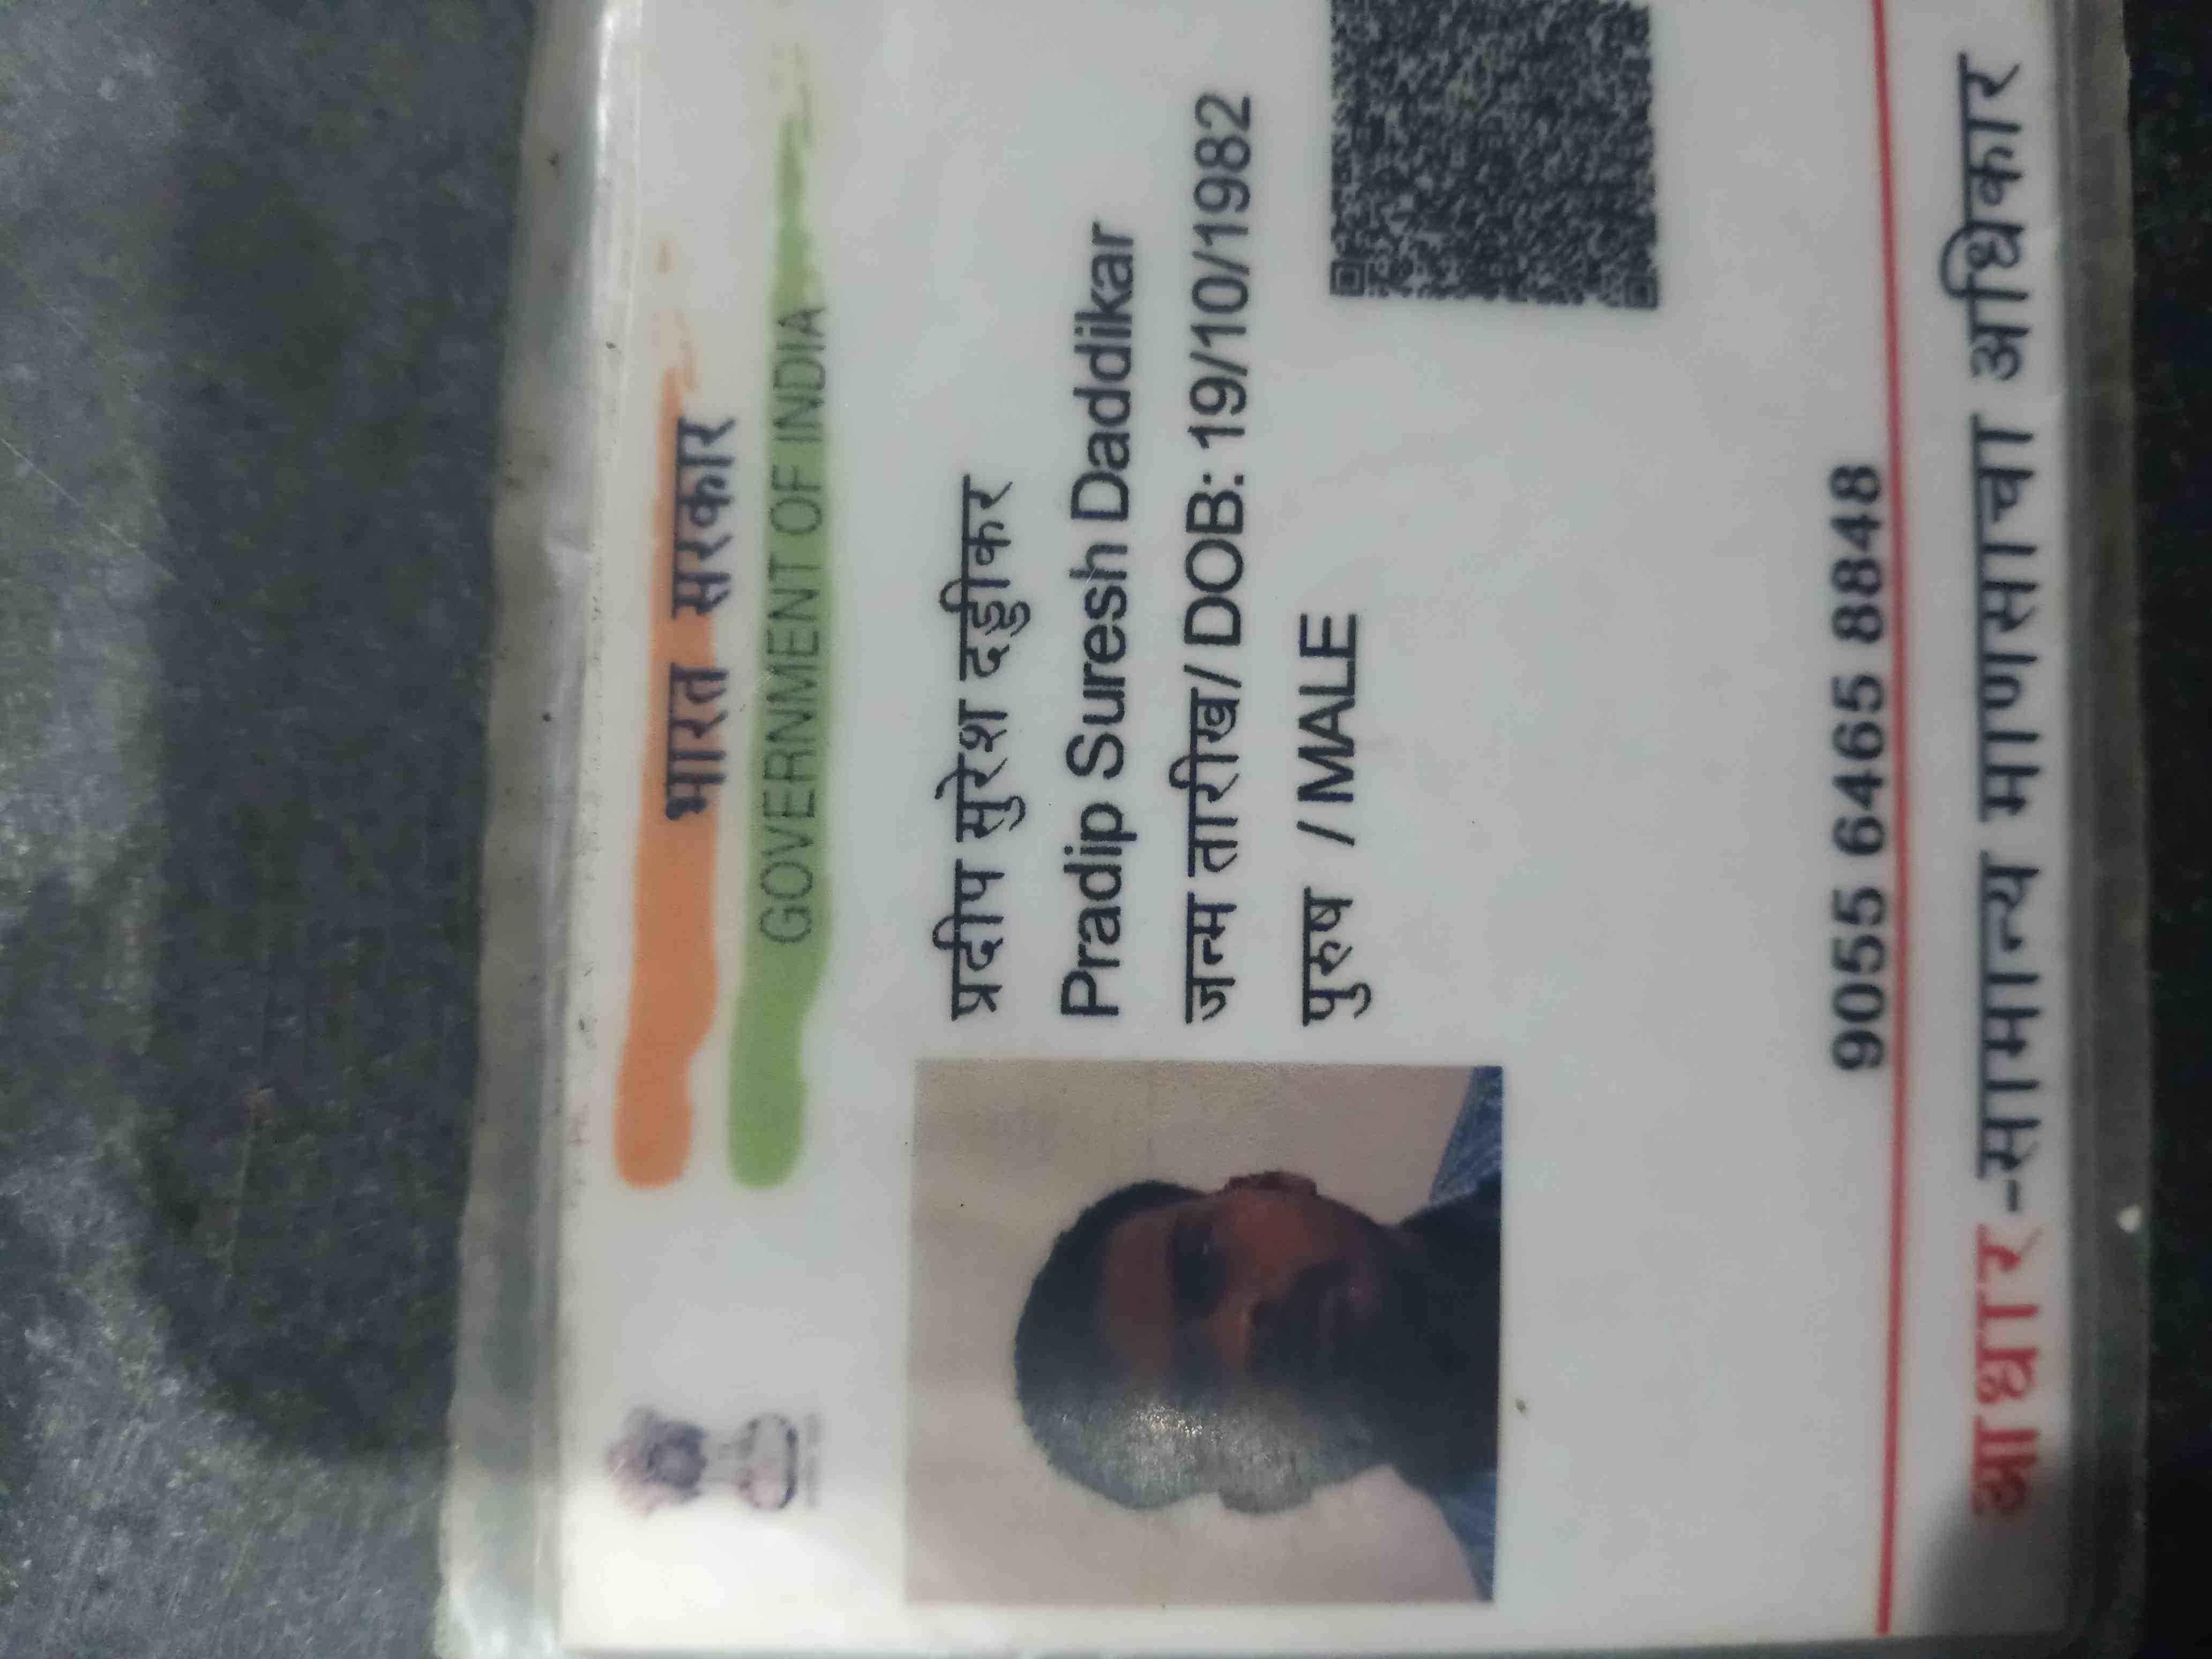 भारत सरकार
GOVERNMENT OF INDIA
प्रदीप सुरेश दड्डीकर
Pradip Suresh Daddikar
जन्म तारीख/ DOB: 19/10/1982
पुरुष / MALE
9055 6465 8848
आधार-सामान्य माणसाचा अधिकार